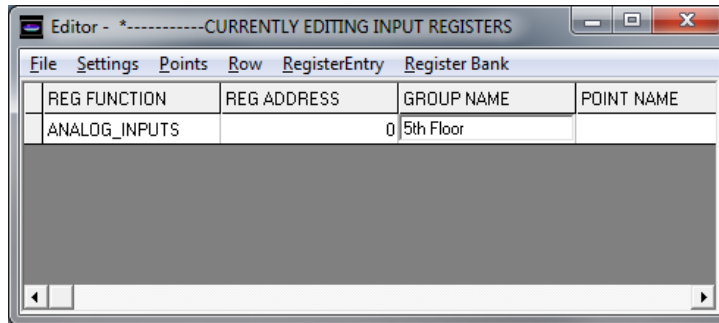 Editor - *------------CURRENTLY EDITING INPUT REGISTERS
File Settings Points Row RegisterEntry Register Bank
REG FUNCTION REG ADDRESS GROUP NAME POINT NAME
ANALOG_INPUTS 0 5th Floor